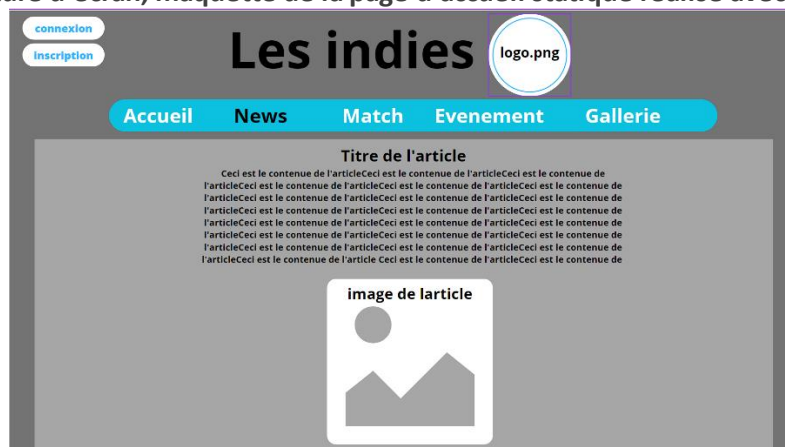 d'écran, maquette de la page d'accueil statique réalisé avec
connexion
inscription
Les indies
logo.png
Accueil News Match Evenement Gallerie
Titre de l'article
Ceci est le contenue de l'articleCeci est le contenue de l'articleCeci est le contenue de
l'articleCeci est le contenue de l'articleCeci est le contenue de l'articleCeci est le contenue de
l'articleCeci est le contenue de l'articleCeci est le contenue de l'articleCeci est le contenue de
l'articleCeci est le contenue de l'articleCeci est le contenue de l'articleCeci est le contenue de
l'articleCeci est le contenue de l'articleCeci est le contenue de l'articleCeci est le contenue de
l'articleCeci est le contenue de l'articleCeci est le contenue de l'articleCeci est le contenue de
l'articleCeci est le contenue de l'articleCeci est le contenue de l'articleCeci est le contenue de
l'articleCeci est le contenue de l'article Ceci est le contenue de l'articleCeci est le contenue de
image de larticle